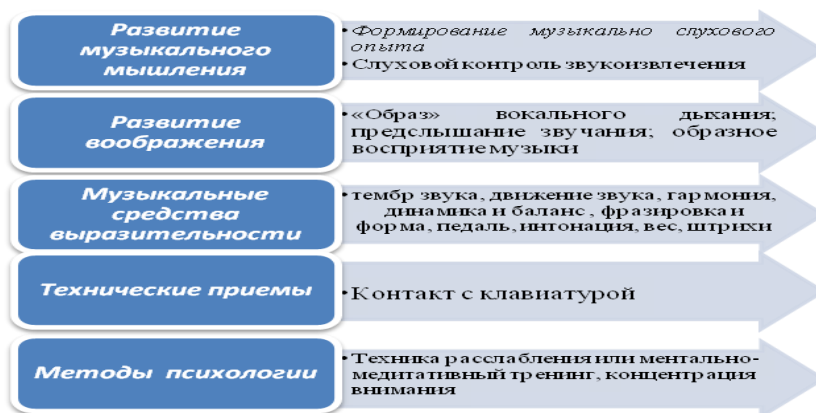 Развитие
музыкального
мышления
•Формирование музыкально слухового
опыта
•Слуховой контроль звукоизвлечения
Развитие
воображения
•«Образ» вокального дыхания;
предслышание звучания; образное
восприятие музыки
Музыкальные
средства
выразительности
•тембр звука, движение звука, гармония,
динамика и баланс , фразировка и
форма, педаль, интонация, вес, штрихи
Технические приемы
•Контакт с клавиатурой
Методы психологии
•Техника расслабления или ментально-
медитативный тренинг, концентрация
внимания